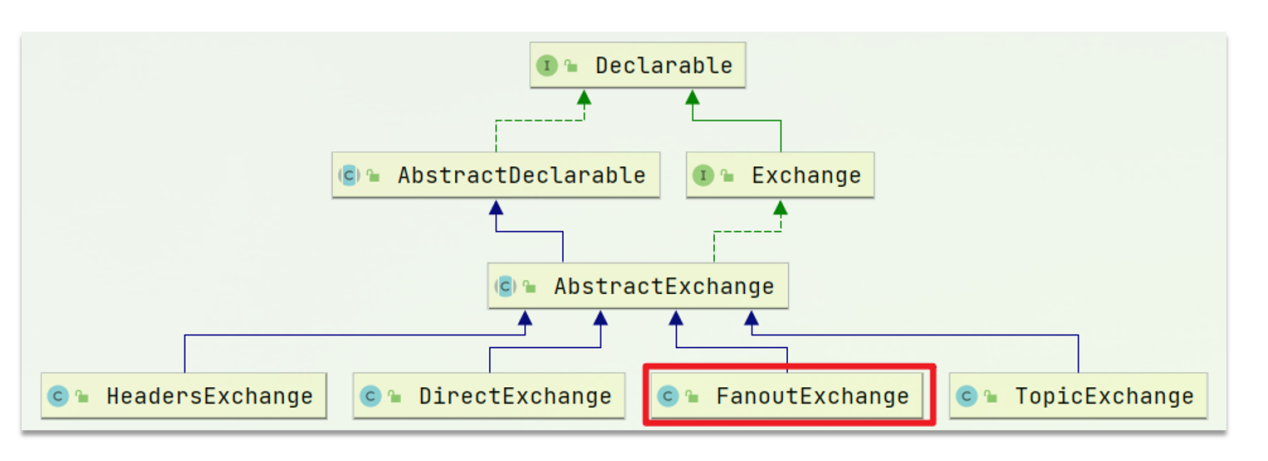 I Declarable
C AbstractDeclarable
I Exchange
C AbstractExchange
C HeadersExchange
C DirectExchange
C FanoutExchange
C TopicExchange